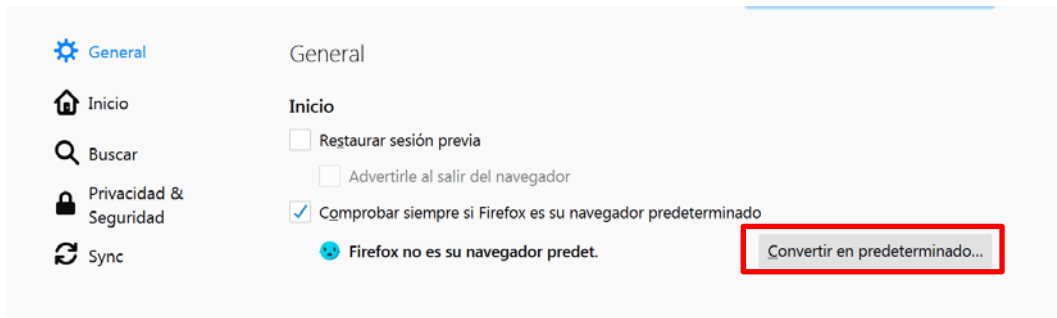 General
Inicio
Buscar
Privacidad &
Seguridad
Sync
General
Inicio
Restaurar sesión previa
Advertirle al salir del navegador
Comprobar siempre si Firefox es su navegador predeterminado
Firefox no es su navegador predet.
Convertir en predeterminado...